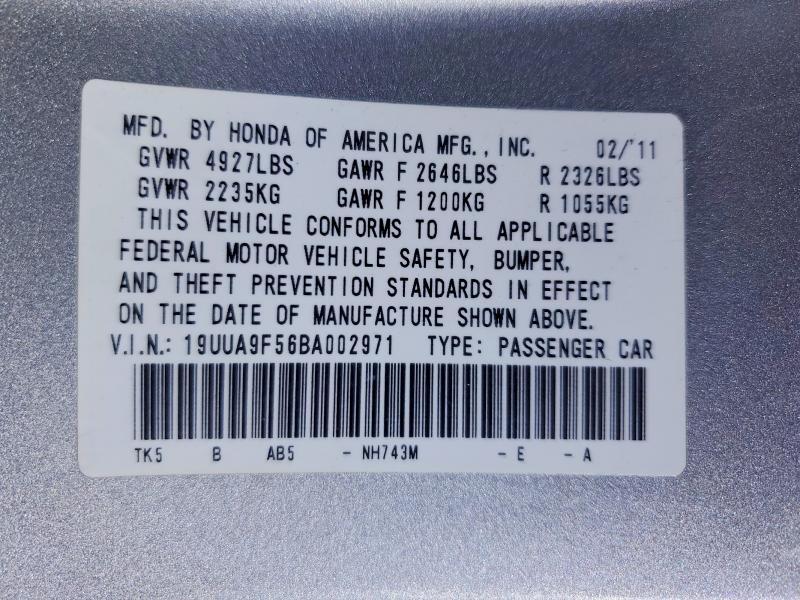 MFD. BY HONDA OF AMERICA MFG., INC. 02/'11
GVWR 4927LBS GAWR F 2646LBS R 2326LBS
GVWR 2235KG GAWR F 1200KG R 1055KG
THIS VEHICLE CONFORMS TO ALL APPLICABLE
FEDERAL MOTOR VEHICLE SAFETY, BUMPER,
AND THEFT PREVENTION STANDARDS IN EFFECT
ON THE DATE OF MANUFACTURE SHOWN ABOVE.
V.I.N.: 19UUA9F56BA002971 TYPE: PASSENGER CAR
TK5 B AB5 - NH743M - E - A